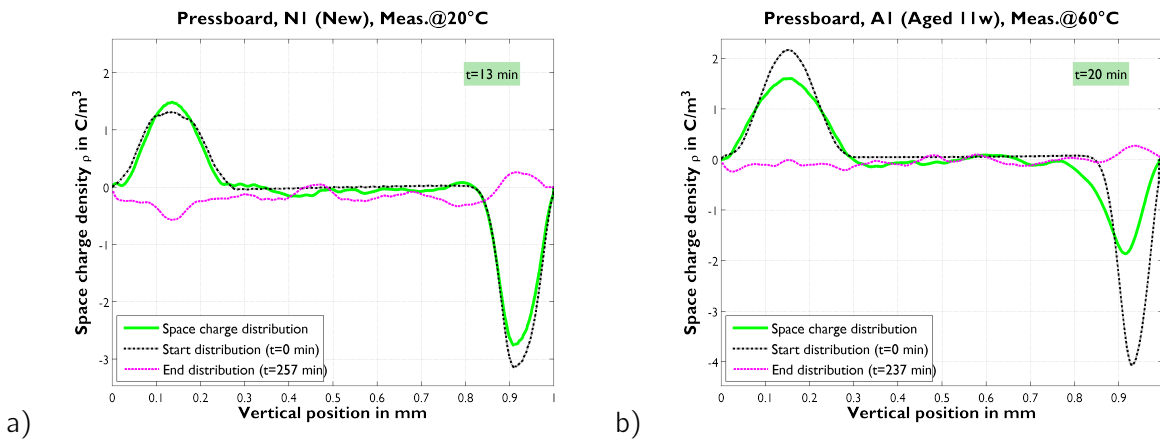 Pressboard, N1 (New), Meas.@20°C
Space charge density ρ in C/m³
2
1
0
-1
-2
-3
t=13 min
Space charge distribution
Start distribution (t=0 min)
End distribution (t=257 min)
0 0.1 0.2 0.3 0.4 0.5 0.6 0.7 0.8 0.9 1
Vertical position in mm
a)
Pressboard, A1 (Aged 11w), Meas.@60°C
Space charge density ρ in C/m³
2
1
0
-1
-2
-3
-4
t=20 min
Space charge distribution
Start distribution (t=0 min)
End distribution (t=237 min)
0 0.1 0.2 0.3 0.4 0.5 0.6 0.7 0.8 0.9
Vertical position in mm
b)